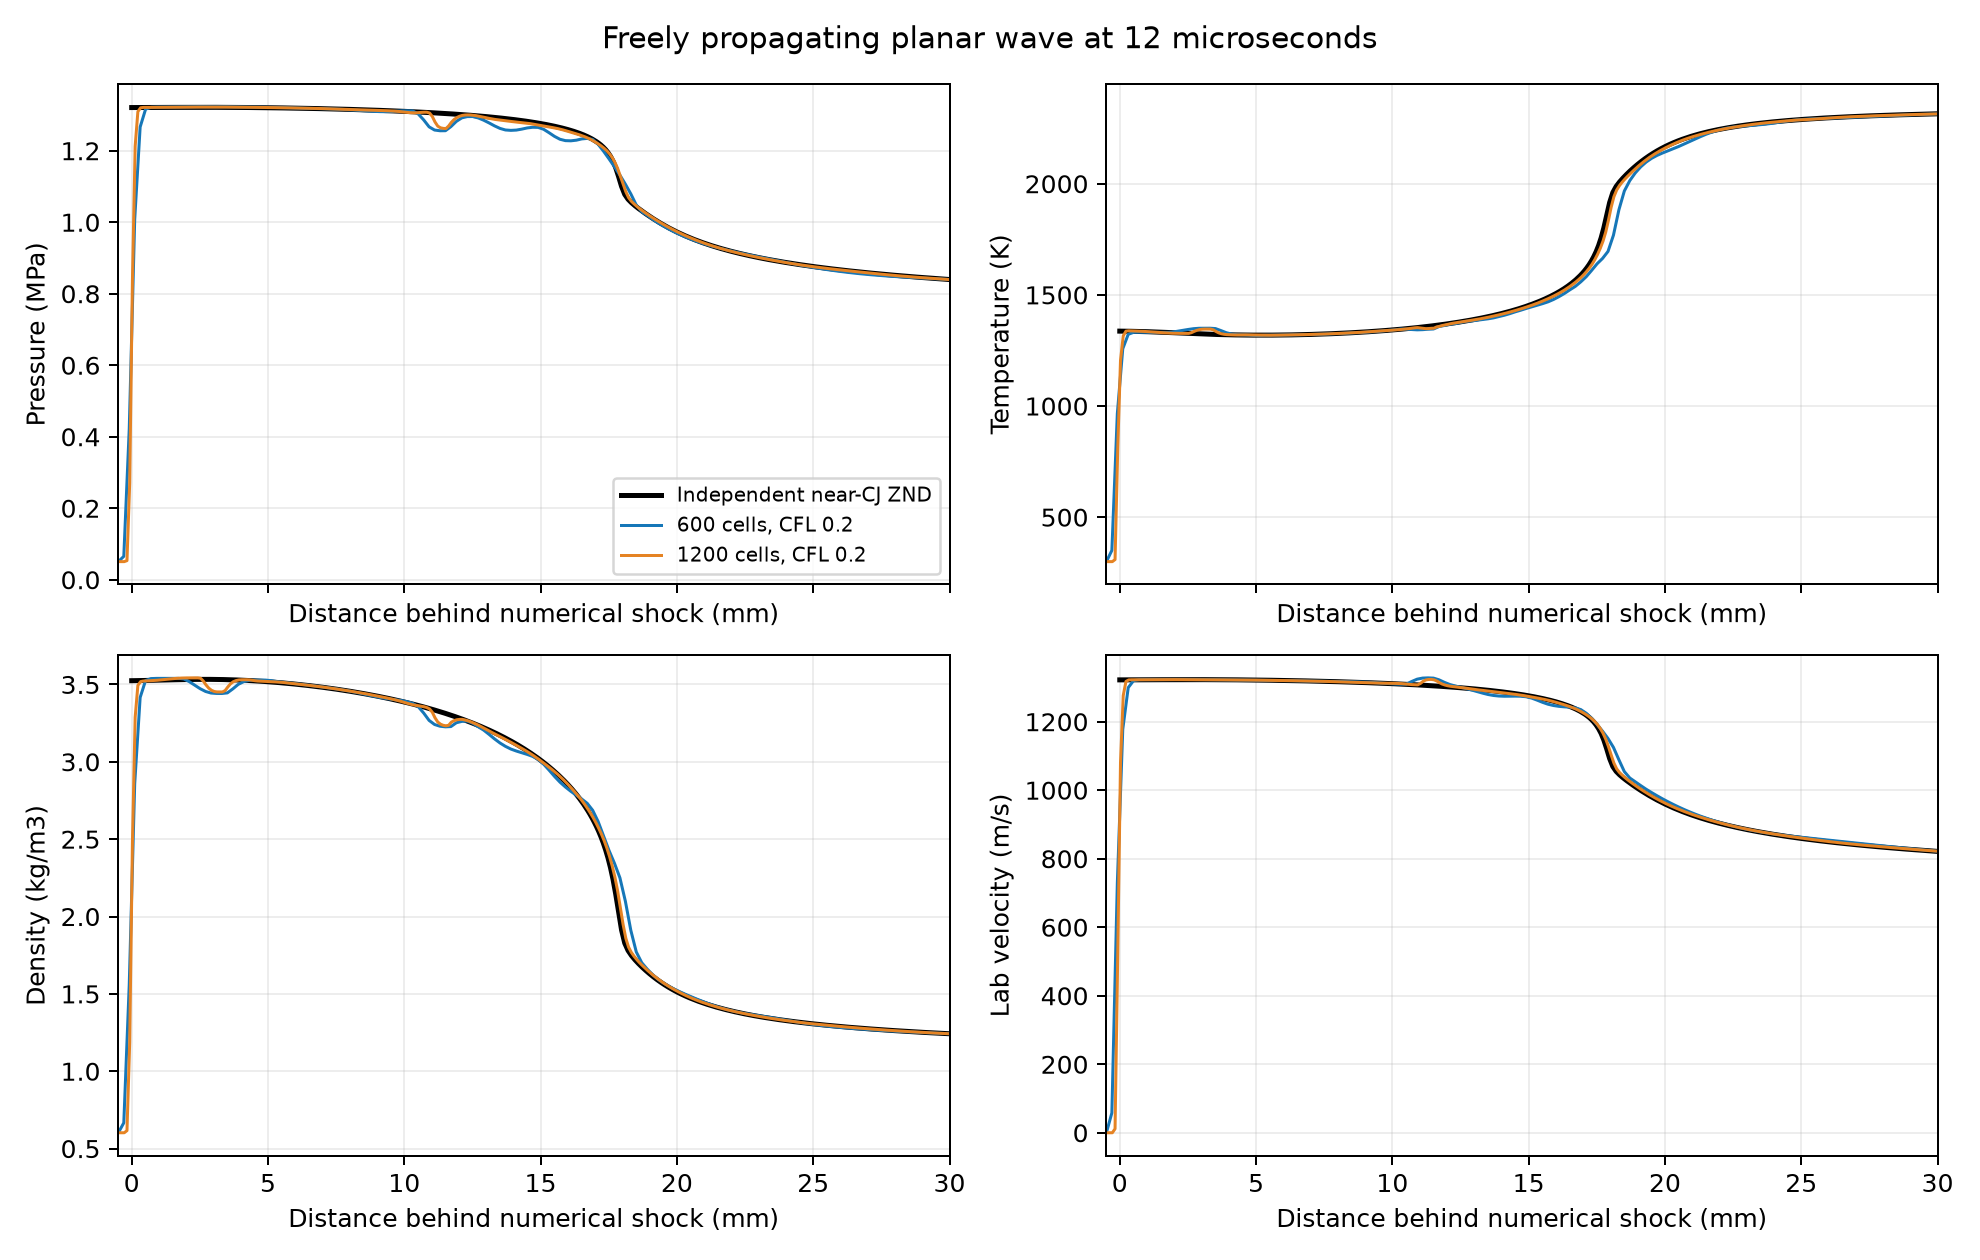 Freely propagating planar wave at 12 microseconds
Pressure (MPa)
1.2
1.0
0.8
0.6
0.4
0.2
0.0
Independent near-CJ ZND
600 cells, CFL 0.2
1200 cells, CFL 0.2
Distance behind numerical shock (mm)
Temperature (K)
2000
1500
1000
500
Distance behind numerical shock (mm)
Density (kg/m3)
3.5
3.0
2.5
2.0
1.5
1.0
0.5
0 5 10 15 20 25 30
Distance behind numerical shock (mm)
Lab velocity (m/s)
1200
1000
800
600
400
200
0
0 5 10 15 20 25 30
Distance behind numerical shock (mm)